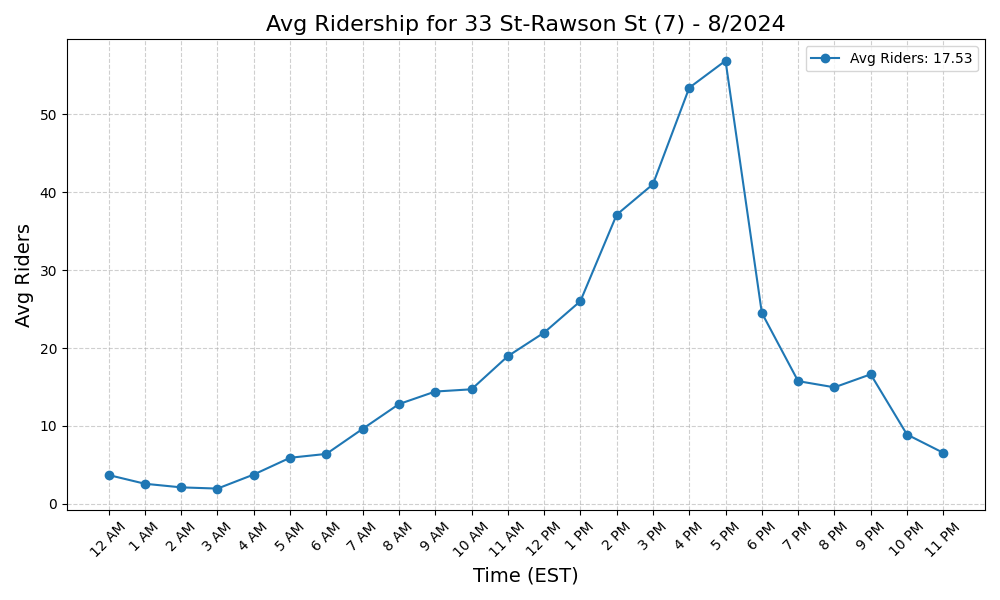 Avg Ridership for 33 St-Rawson St (7) - 8/2024
Avg Riders: 17.53
Avg Riders
50
40
30
20
10
0
12 AM
1 AM
2 AM
3 AM
4 AM
5 AM
6 AM
7 AM
8 AM
9 AM
10 AM
11 AM
12 PM
1 PM
2 PM
3 PM
4 PM
5 PM
6 PM
7 PM
8 PM
9 PM
10 PM
11 PM
Time (EST)